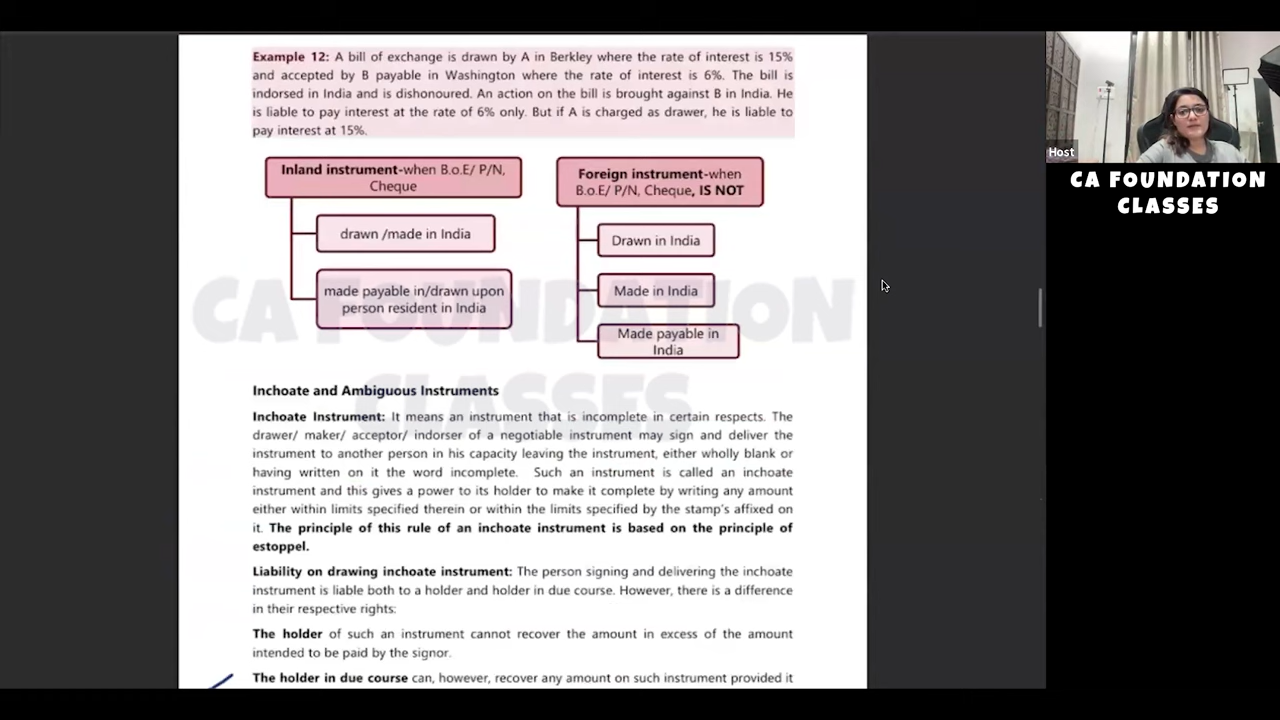 Example 12: A bill of exchange is drawn by A in Berkley where the rate of interest is 15%
and accepted by B payable in Washington where the rate of interest is 6%. The bill is
indorsed in India and is dishonoured. An action on the bill is brought against B in India. He
is liable to pay interest at the rate of 6% only. But if A is charged as drawer, he is liable to
pay interest at 15%.
Inland instrument-when B.o.E/ P/N,
Cheque
drawn /made in India
made payable in/drawn upon
person resident in India
Foreign instrument-when
B.o.E/ P/N, Cheque, IS NOT
Drawn in India
Made in India
Made payable in
India
CA FOUNDATION
CLASSES
Inchoate and Ambiguous Instruments
Inchoate Instrument: It means an instrument that is incomplete in certain respects. The
drawer/ maker/ acceptor/ indorser of a negotiable instrument may sign and deliver the
instrument to another person in his capacity leaving the instrument, either wholly blank or
having written on it the word incomplete. Such an instrument is called an inchoate
instrument and this gives a power to its holder to make it complete by writing any amount
either within limits specified therein or within the limits specified by the stamp's affixed on
it. The principle of this rule of an inchoate instrument is based on the principle of
estoppel.
Liability on drawing inchoate instrument: The person signing and delivering the inchoate
instrument is liable both to a holder and holder in due course. However, there is a difference
in their respective rights:
The holder of such an instrument cannot recover the amount in excess of the amount
intended to be paid by the signor.
The holder in due course can, however, recover any amount on such instrument provided it
Host
CA FOUNDATION
CLASSES